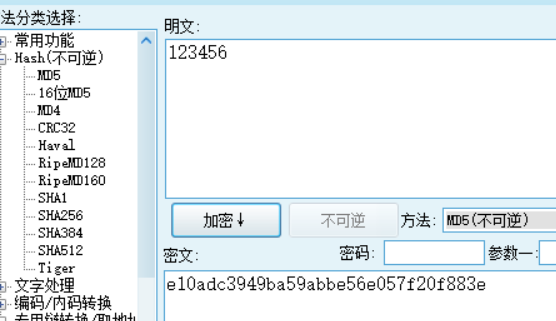 法分类选择:
常用功能
Hash(不可逆)
MD5
16位MD5
MD4
CRC32
Haval
RipeMD128
RipeMD160
SHA1
SHA256
SHA384
SHA512
Tiger
文字处理
编码/内码转换
明文:
123456
加密↓
不可逆
方法:
MD5(不可逆)
密文:
密码:
参数一:
e10adc3949ba59abbe56e057f20f883e